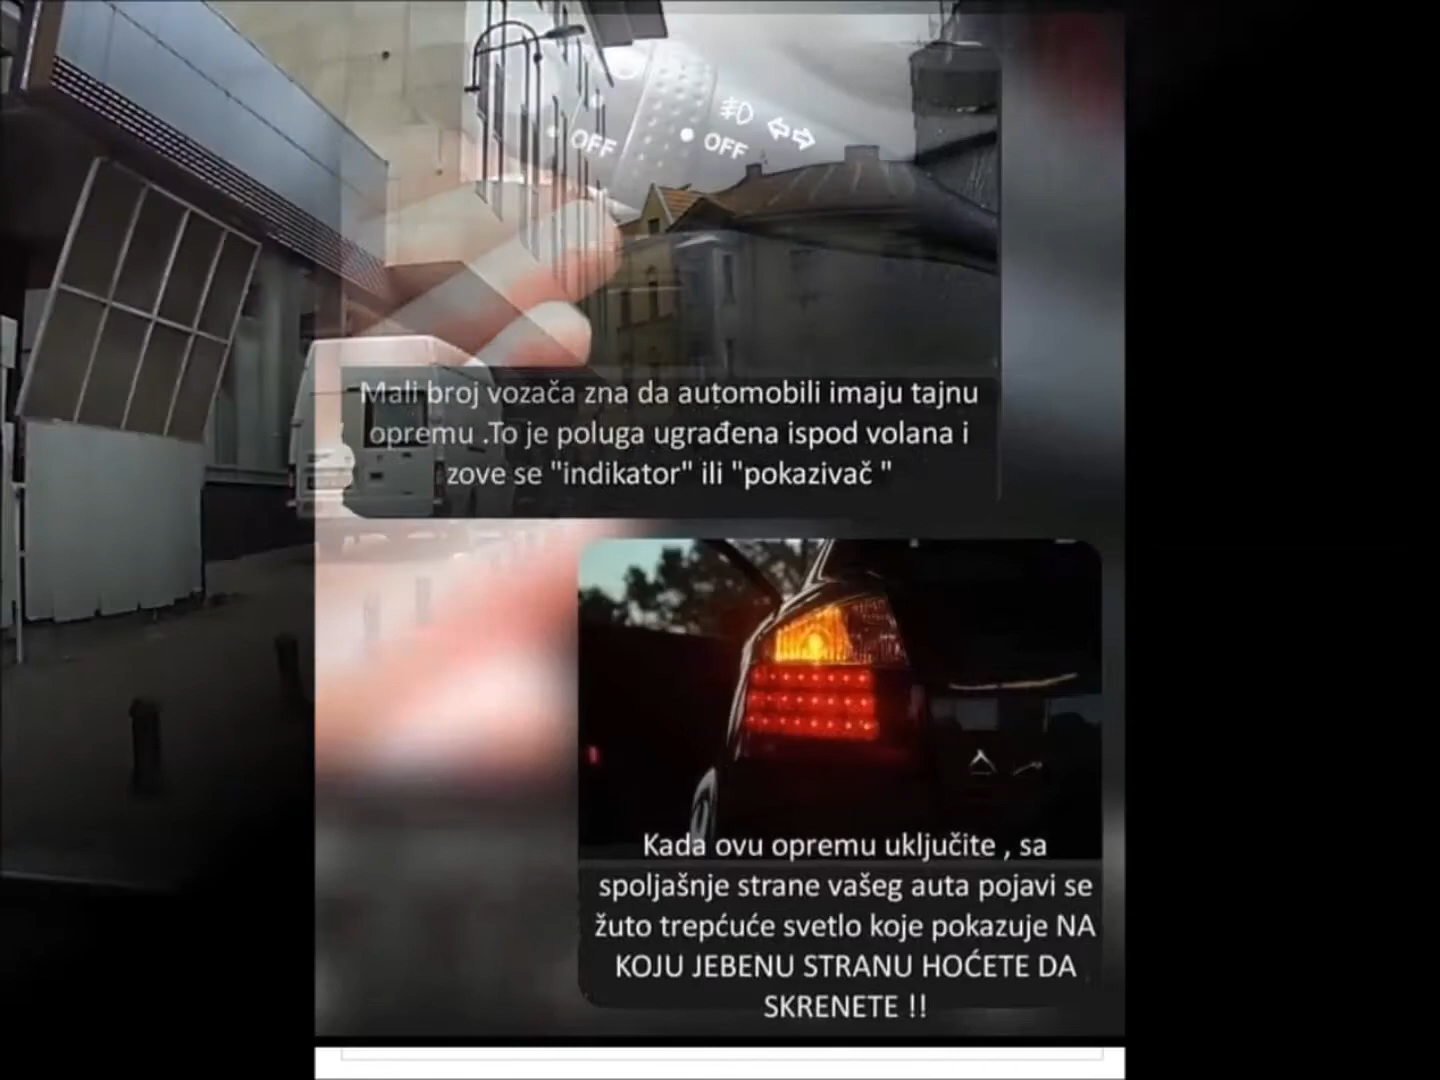 OFF
OFF
Mali broj vozača zna da automobili imaju tajnu
opremu .To je poluga ugrađena ispod volana i
zove se "indikator" ili "pokazivač "
Kada ovu opremu uključite , sa
spoljašnje strane vašeg auta pojavi se
žuto trepćuće svetlo koje pokazuje NA
KOJU JEBENU STRANU HOĆETE DA
SKRENETE !!